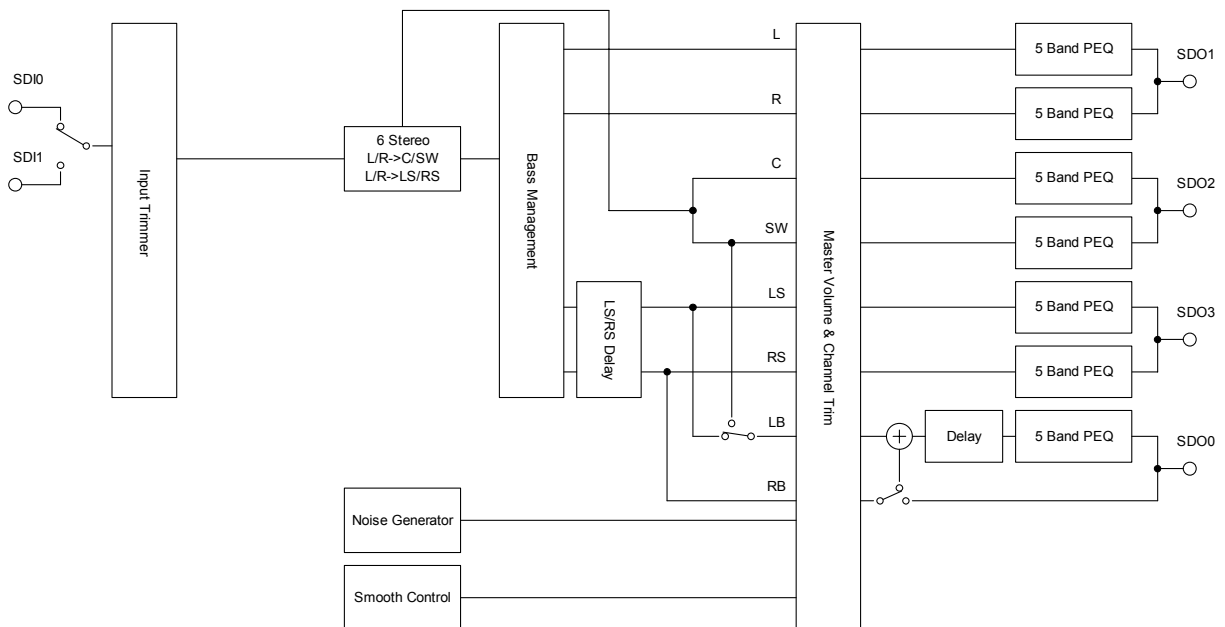 SDI0
SDI1
Input Trimmer
6 Stereo
L/R->C/SW
L/R->LS/RS
Bass Management
LS/RS Delay
L
R
C
SW
LS
RS
LB
RB
Noise Generator
Smooth Control
Master Volume & Channel Trim
5 Band PEQ
5 Band PEQ
SDO1
5 Band PEQ
5 Band PEQ
SDO2
5 Band PEQ
5 Band PEQ
SDO3
Delay
5 Band PEQ
SDO0